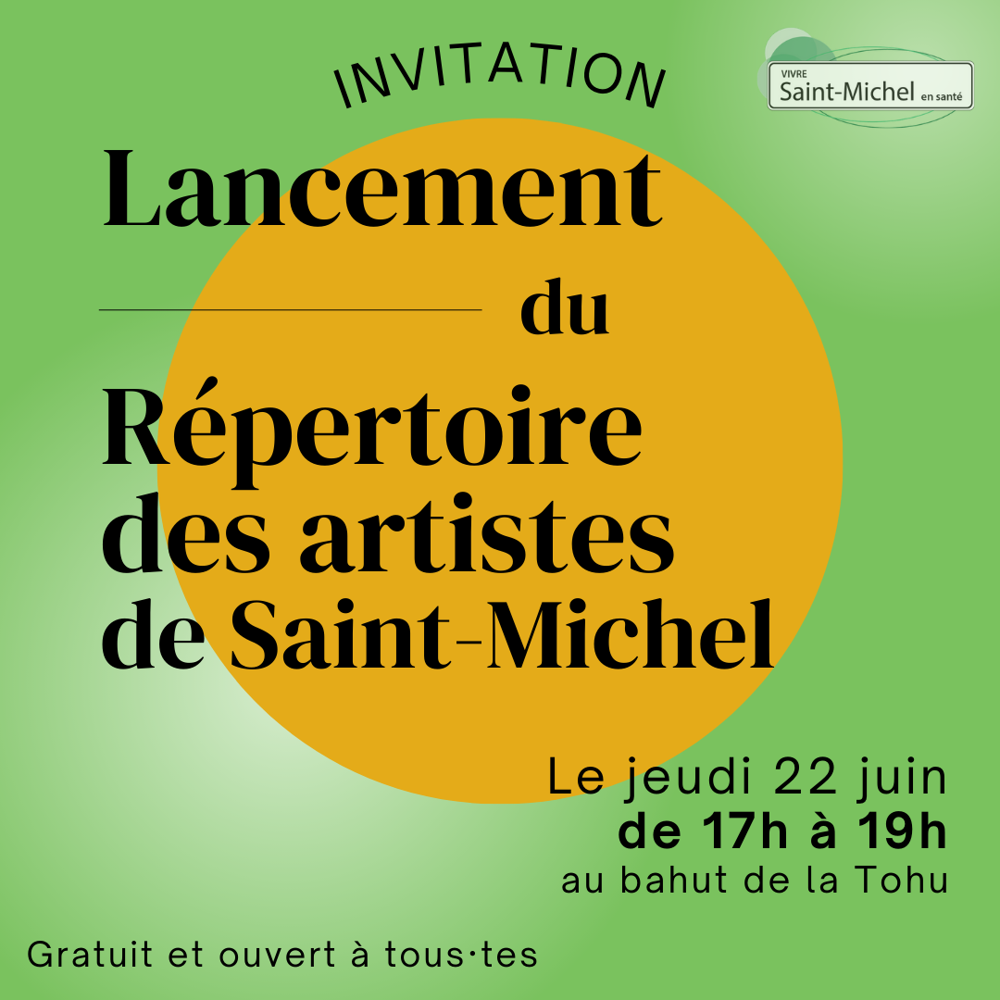 INVITATION
VIVRE
Saint-Michel en santé
Lancement
du
Répertoire
des artistes
de Saint-Michel
Le jeudi 22 juin
de 17h à 19h
au bahut de la Tohu
Gratuit et ouvert à tous·tes